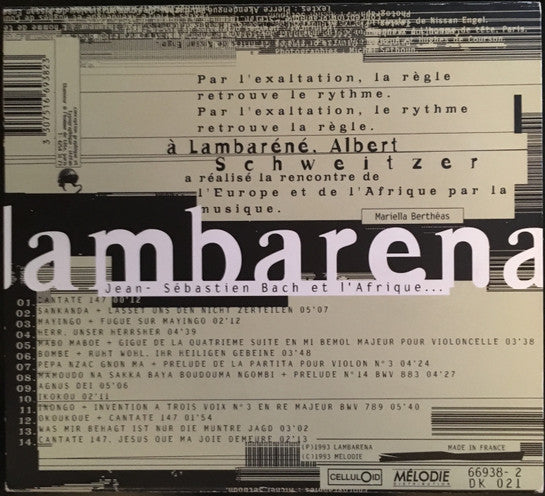 Par l'exaltation, la règle
retrouve le rythme.
Par l'exaltation, le rythme
retrouve la règle.
à Lambaréné, Albert
Schweitzer
a réalisé la rencontre de
l'Europe et de l'Afrique par la
musique.
Mariella Berthéas
3 307516 693823
lambarena
Jean- Sébastien Bach et l'Afrique...
01. CANTATE 147 00'12
02. SANKANDA + LASSET UNS DEN NICHT ZERTEILEN 05'07
03. MAYINGO + FUGUE SUR MAYINGO 02'12
04. HERR, UNSER HERRSHER 04'39
05. MABO MABOE + GIGUE DE LA QUATRIEME SUITE EN MI BEMOL MAJEUR POUR VIOLONCELLE 03'38
06. BOMBE + RUHT WOHL, IHR HEILIGEN GEBEINE 03'48
07. PEPA NZAC GNON MA + PRELUDE DE LA PARTITA POUR VIOLON N°3 04'24
08. MAMOUDO NA SAKKA BAYA BOUDOUMA NGOMBI + PRELUDE N°14 BWV 883 04'27
09. AGNUS DEI 05'06
10. IKOKOU 02'11
11. INONGO + INVENTION A TROIS VOIX N°3 EN RE MAJEUR BWV 789 05'40
12. OKOUKOUE + CANTATE 147 01'54
13. WAS MIR BEHAGT IST NUR DIE MUNTRE JAGD 03'02
14. CANTATE 147, JESUS QUE MA JOIE DEMEURE 02'13
(P)1993 LAMBARENA
(C)1993 MELODIE
MADE IN FRANCE
CELLULOID
MÉLODIE
DISTRIBUTION
66938- 2
DK 021